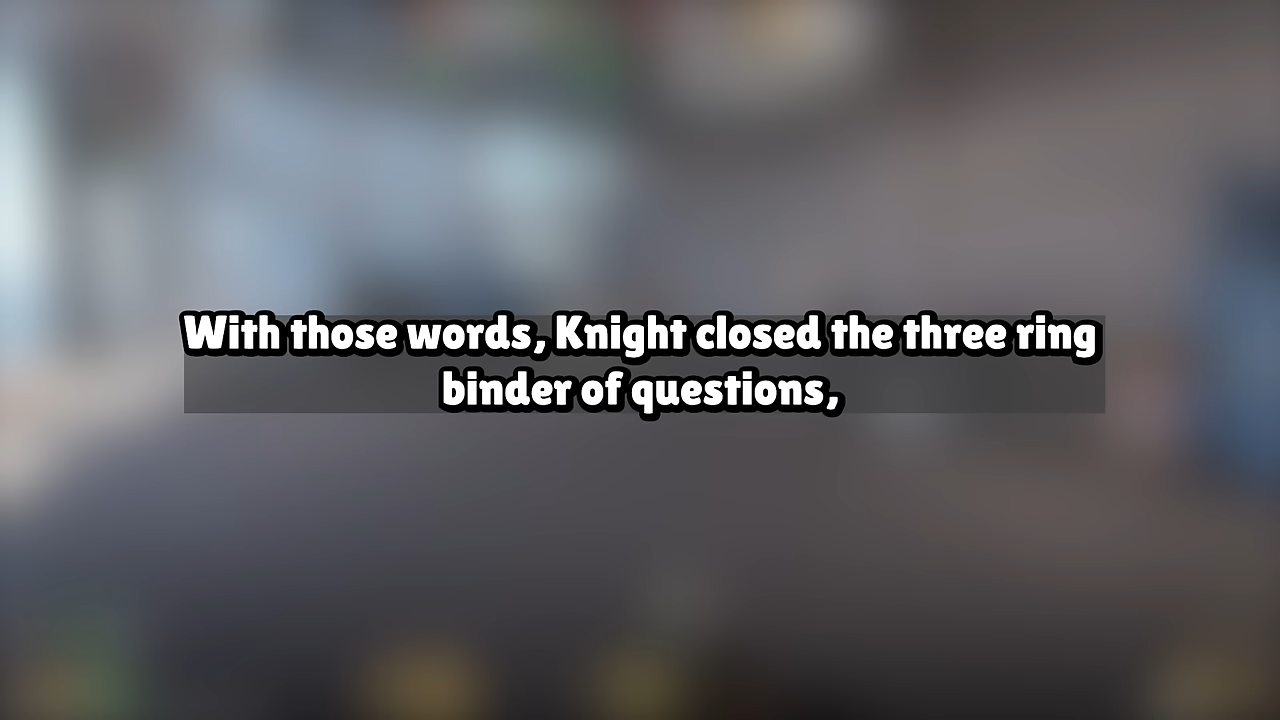 With those words, Knight closed the three ring
binder of questions,